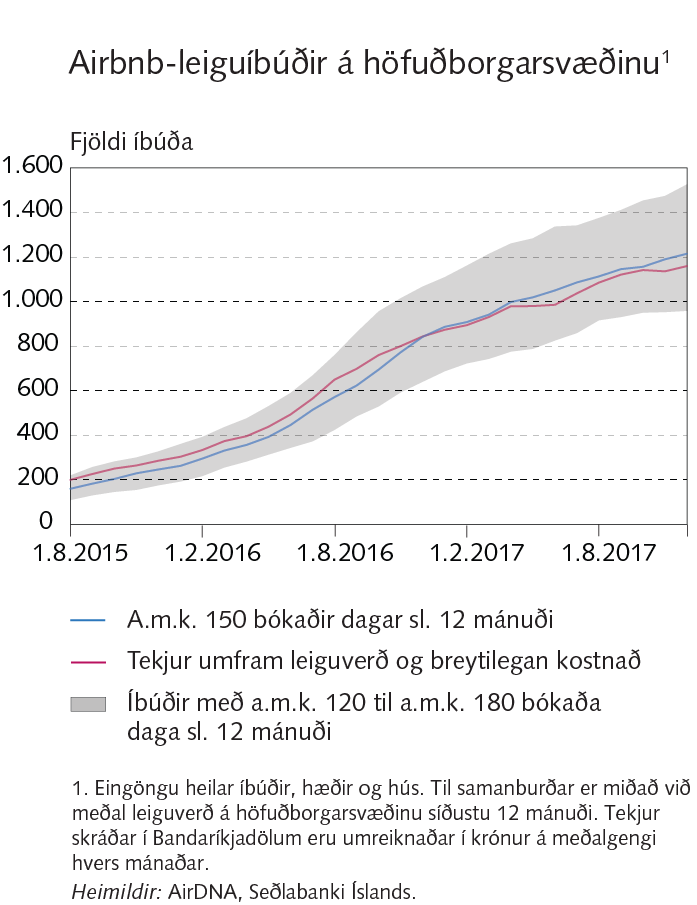 Airbnb-leiguíbúðir á höfuðborgarsvæðinu¹
Fjöldi íbúða
1.600
1.400
1.200
1.000
800
600
400
200
0
1.8.2015 1.2.2016 1.8.2016 1.2.2017 1.8.2017
A.m.k. 150 bókaðir dagar sl. 12 mánuði
Tekjur umfram leiguverð og breytilegan kostnað
Íbúðir með a.m.k. 120 til a.m.k. 180 bókaða
daga sl. 12 mánuði
1. Eingöngu heilar íbúðir, hæðir og hús. Til samanburðar er miðað við
meðal leiguverð á höfuðborgarsvæðinu síðustu 12 mánuði. Tekjur
skráðar í Bandaríkjadölum eru umreiknaðar í krónur á meðalgengi
hvers mánaðar.
Heimildir: AirDNA, Seðlabanki Íslands.